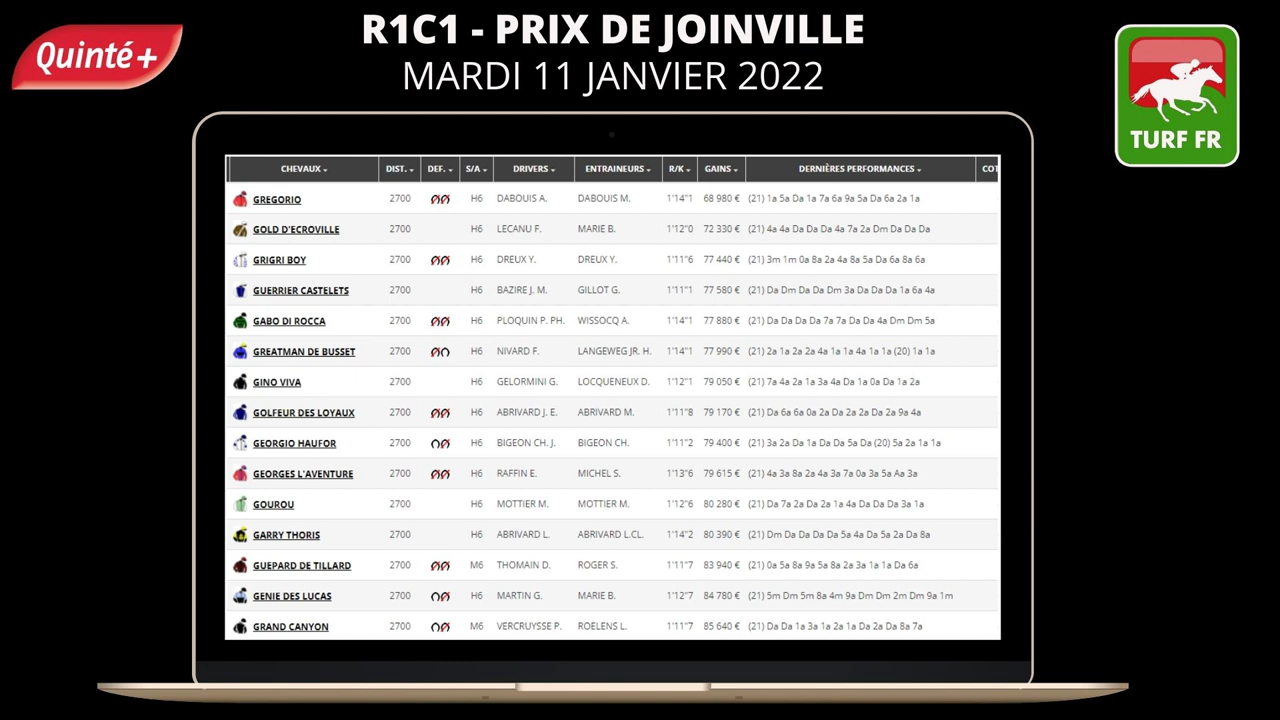 R1C1 - PRIX DE JOINVILLE
Quinté+
MARDI 11 JANVIER 2022
TURF FR
CHEVAUX DIST. DEF. S/A DRIVERS ENTRAINEURS R/K GAINS DERNIÈRES PERFORMANCES COT
GREGORIO 2700 H6 DABOUIS A. DABOUIS M. 1'14"1 68 980 € (21) 1a 5a Da 1a 7a 6a 9a 5a Da 6a 2a 1a
GOLD D'ECROVILLE 2700 H6 LECANU F. MARIE B. 1'12"0 72 330 € (21) 4a 4a Da Da Da 4a 7a 2a Dm Da Da Da
GRIGRI BOY 2700 H6 DREUX Y. DREUX Y. 1'11"6 77 440 € (21) 3m 1m 0a 8a 2a 4a 8a 5a Da 6a 8a 6a
GUERRIER CASTELETS 2700 H6 BAZIRE J. M. GILLOT G. 1'11"1 77 580 € (21) Da Dm Da Da Dm 3a Da Da Da 1a 6a 4a
GABO DI ROCCA 2700 H6 PLOQUIN P. PH. WISSOCQ A. 1'14"1 77 880 € (21) Da Da Da Da 7a 7a Da Da 4a Dm Dm 5a
GREATMAN DE BUSSET 2700 H6 NIVARD F. LANGEWEG JR. H. 1'14"1 77 990 € (21) 2a 1a 2a 2a 4a 1a 1a 4a 1a 1a (20) 1a 1a
GINO VIVA 2700 H6 GELORMINI G. LOCQUENEUX D. 1'12"1 79 050 € (21) 7a 4a 2a 1a 3a 4a Da 1a 0a Da 1a 2a
GOLFEUR DES LOYAUX 2700 H6 ABRIVARD J. E. ABRIVARD M. 1'11"8 79 170 € (21) Da 6a 6a 0a 2a Da 2a 2a Da 2a 9a 4a
GEORGIO HAUFOR 2700 H6 BIGEON CH. J. BIGEON CH. 1'11"2 79 400 € (21) 3a 2a Da 1a Da Da 5a Da (20) 5a 2a 1a 1a
GEORGES L'AVENTURE 2700 H6 RAFFIN E. MICHEL S. 1'13"6 79 615 € (21) 4a 3a 8a 2a 4a 3a 7a 0a 3a 5a Aa 3a
GOUROU 2700 H6 MOTTIER M. MOTTIER M. 1'12"6 80 280 € (21) Da 7a 2a Da 2a 1a 4a Da Da Da 3a 1a
GARRY THORIS 2700 H6 ABRIVARD L. ABRIVARD L.CL. 1'14"2 80 390 € (21) Dm Da Da Da Da 5a 4a Da 5a 2a Da 8a
GUEPARD DE TILLARD 2700 M6 THOMAIN D. ROGER S. 1'11"7 83 940 € (21) 0a 5a 8a 9a 5a 8a 2a 3a 1a 1a Da 6a
GENIE DES LUCAS 2700 H6 MARTIN G. MARIE B. 1'12"7 84 780 € (21) 5m Dm 5m 8a 4m 9a Dm Dm 2m Dm 9a 1m
GRAND CANYON 2700 M6 VERCRUYSSE P. ROELENS L. 1'11"7 85 640 € (21) Da Da 1a 3a 1a 2a 1a Da 2a Da 8a 7a